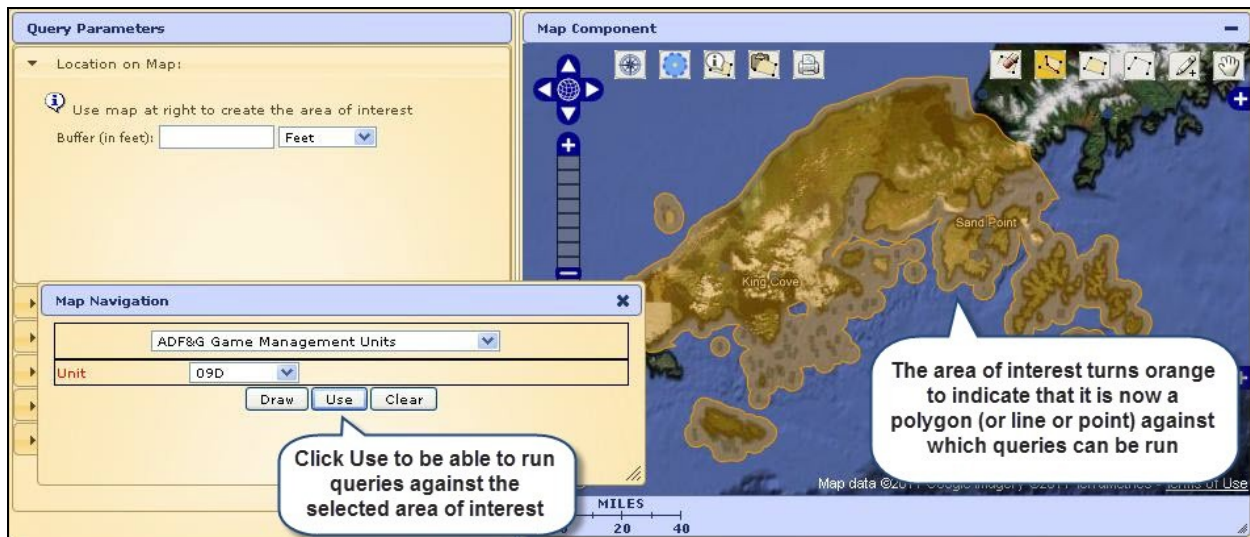 Query Parameters
Location on Map:
Use map at right to create the area of interest
Buffer (in feet):
Feet
Map Navigation
ADF&G Game Management Units
Unit
09D
Draw
Use
Clear
Click Use to be able to run
queries against the
selected area of interest
Map Component
Sand Point
King Cove
The area of interest turns orange
to indicate that it is now a
polygon (or line or point) against
which queries can be run
Map data
Terms of Use
MILES
20
40